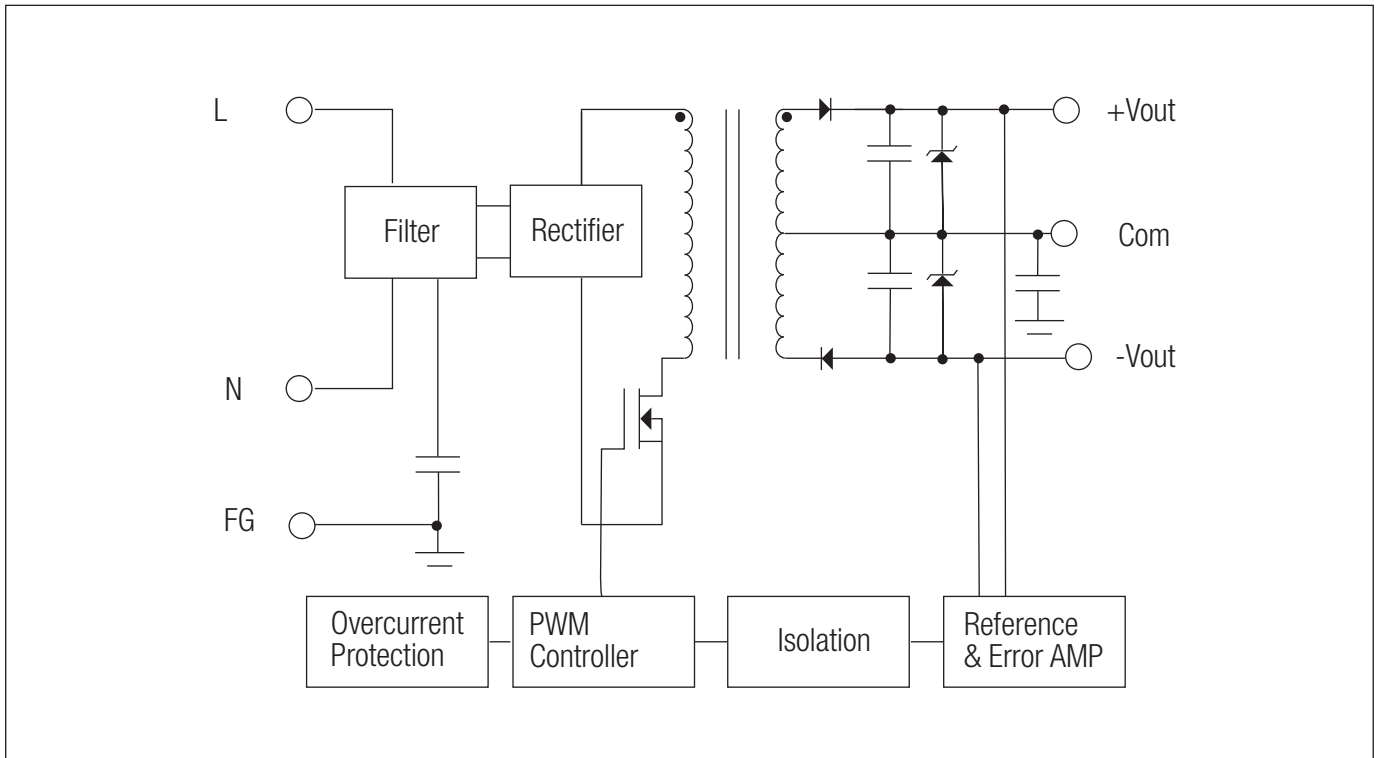 L
+Vout
Filter
Rectifier
Com
-Vout
N
FG
Overcurrent
Protection
PWM
Controller
Isolation
Reference
& Error AMP